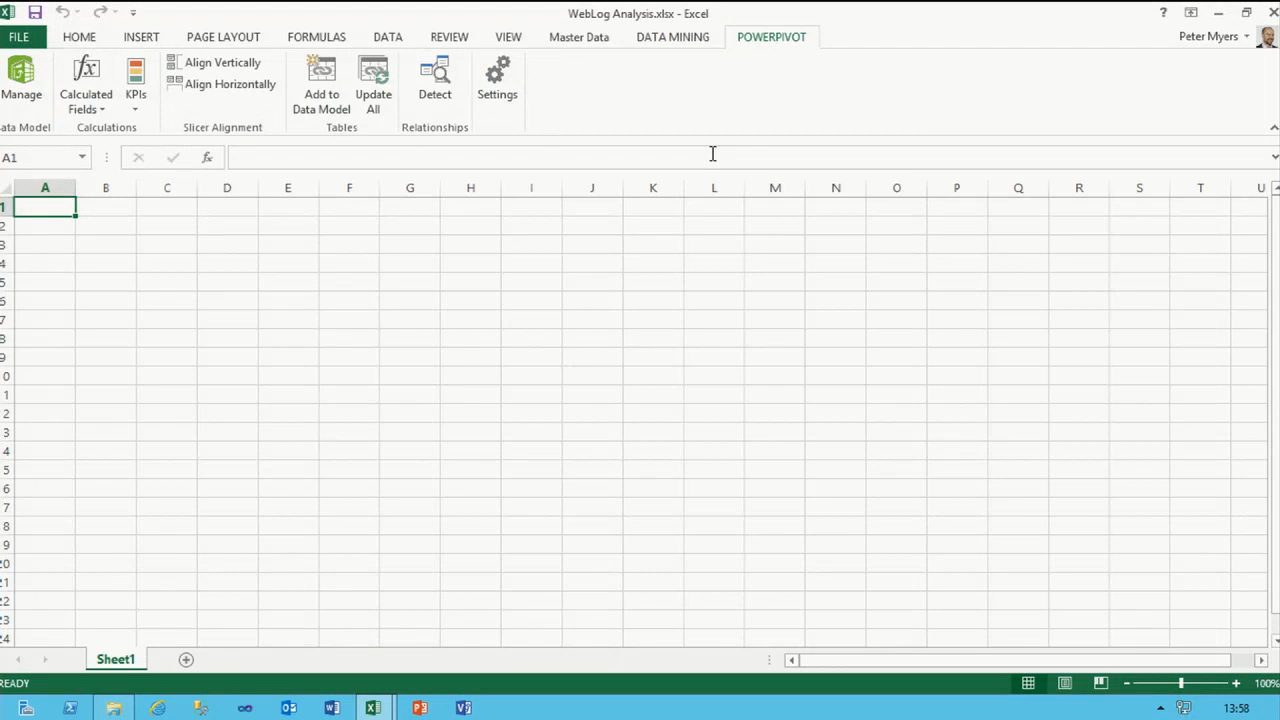 WebLog Analysis.xlsx - Excel
?
FILE HOME INSERT PAGE LAYOUT FORMULAS DATA REVIEW VIEW Master Data DATA MINING POWERPIVOT Peter Myers
Manage
Calculated Fields
KPIs
Align Vertically
Align Horizontally
Add to Data Model
Update All
Detect
Settings
ata Model Calculations Slicer Alignment Tables Relationships
A1 fx
A B C D E F G H I J K L M N O P Q R S T U
1
2
3
4
5
6
7
8
9
0
1
2
3
4
5
6
7
8
9
20
21
22
23
24
Sheet1
READY 100%
13:58